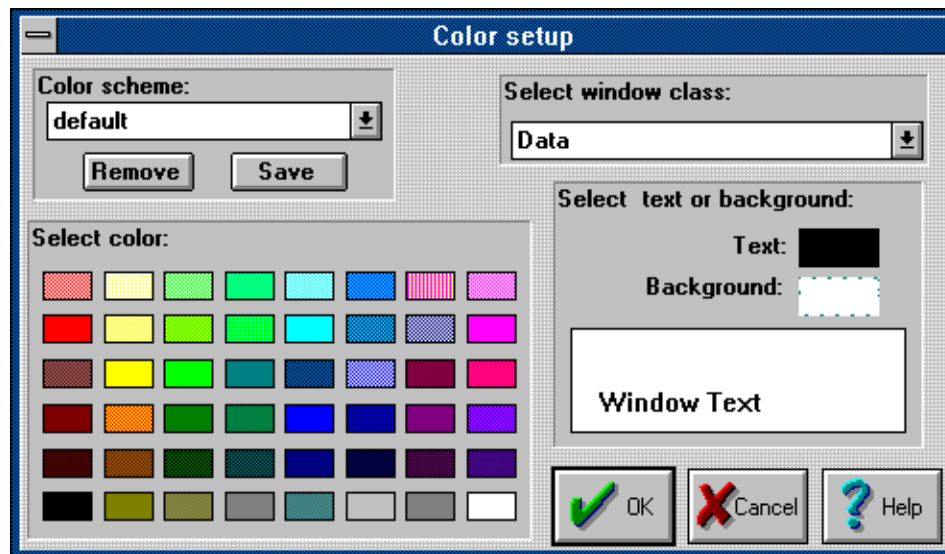 Color setup
Color scheme:
default
Remove
Save
Select window class:
Data
Select color:
Select text or background:
Text:
Background:
Window Text
OK
Cancel
Help